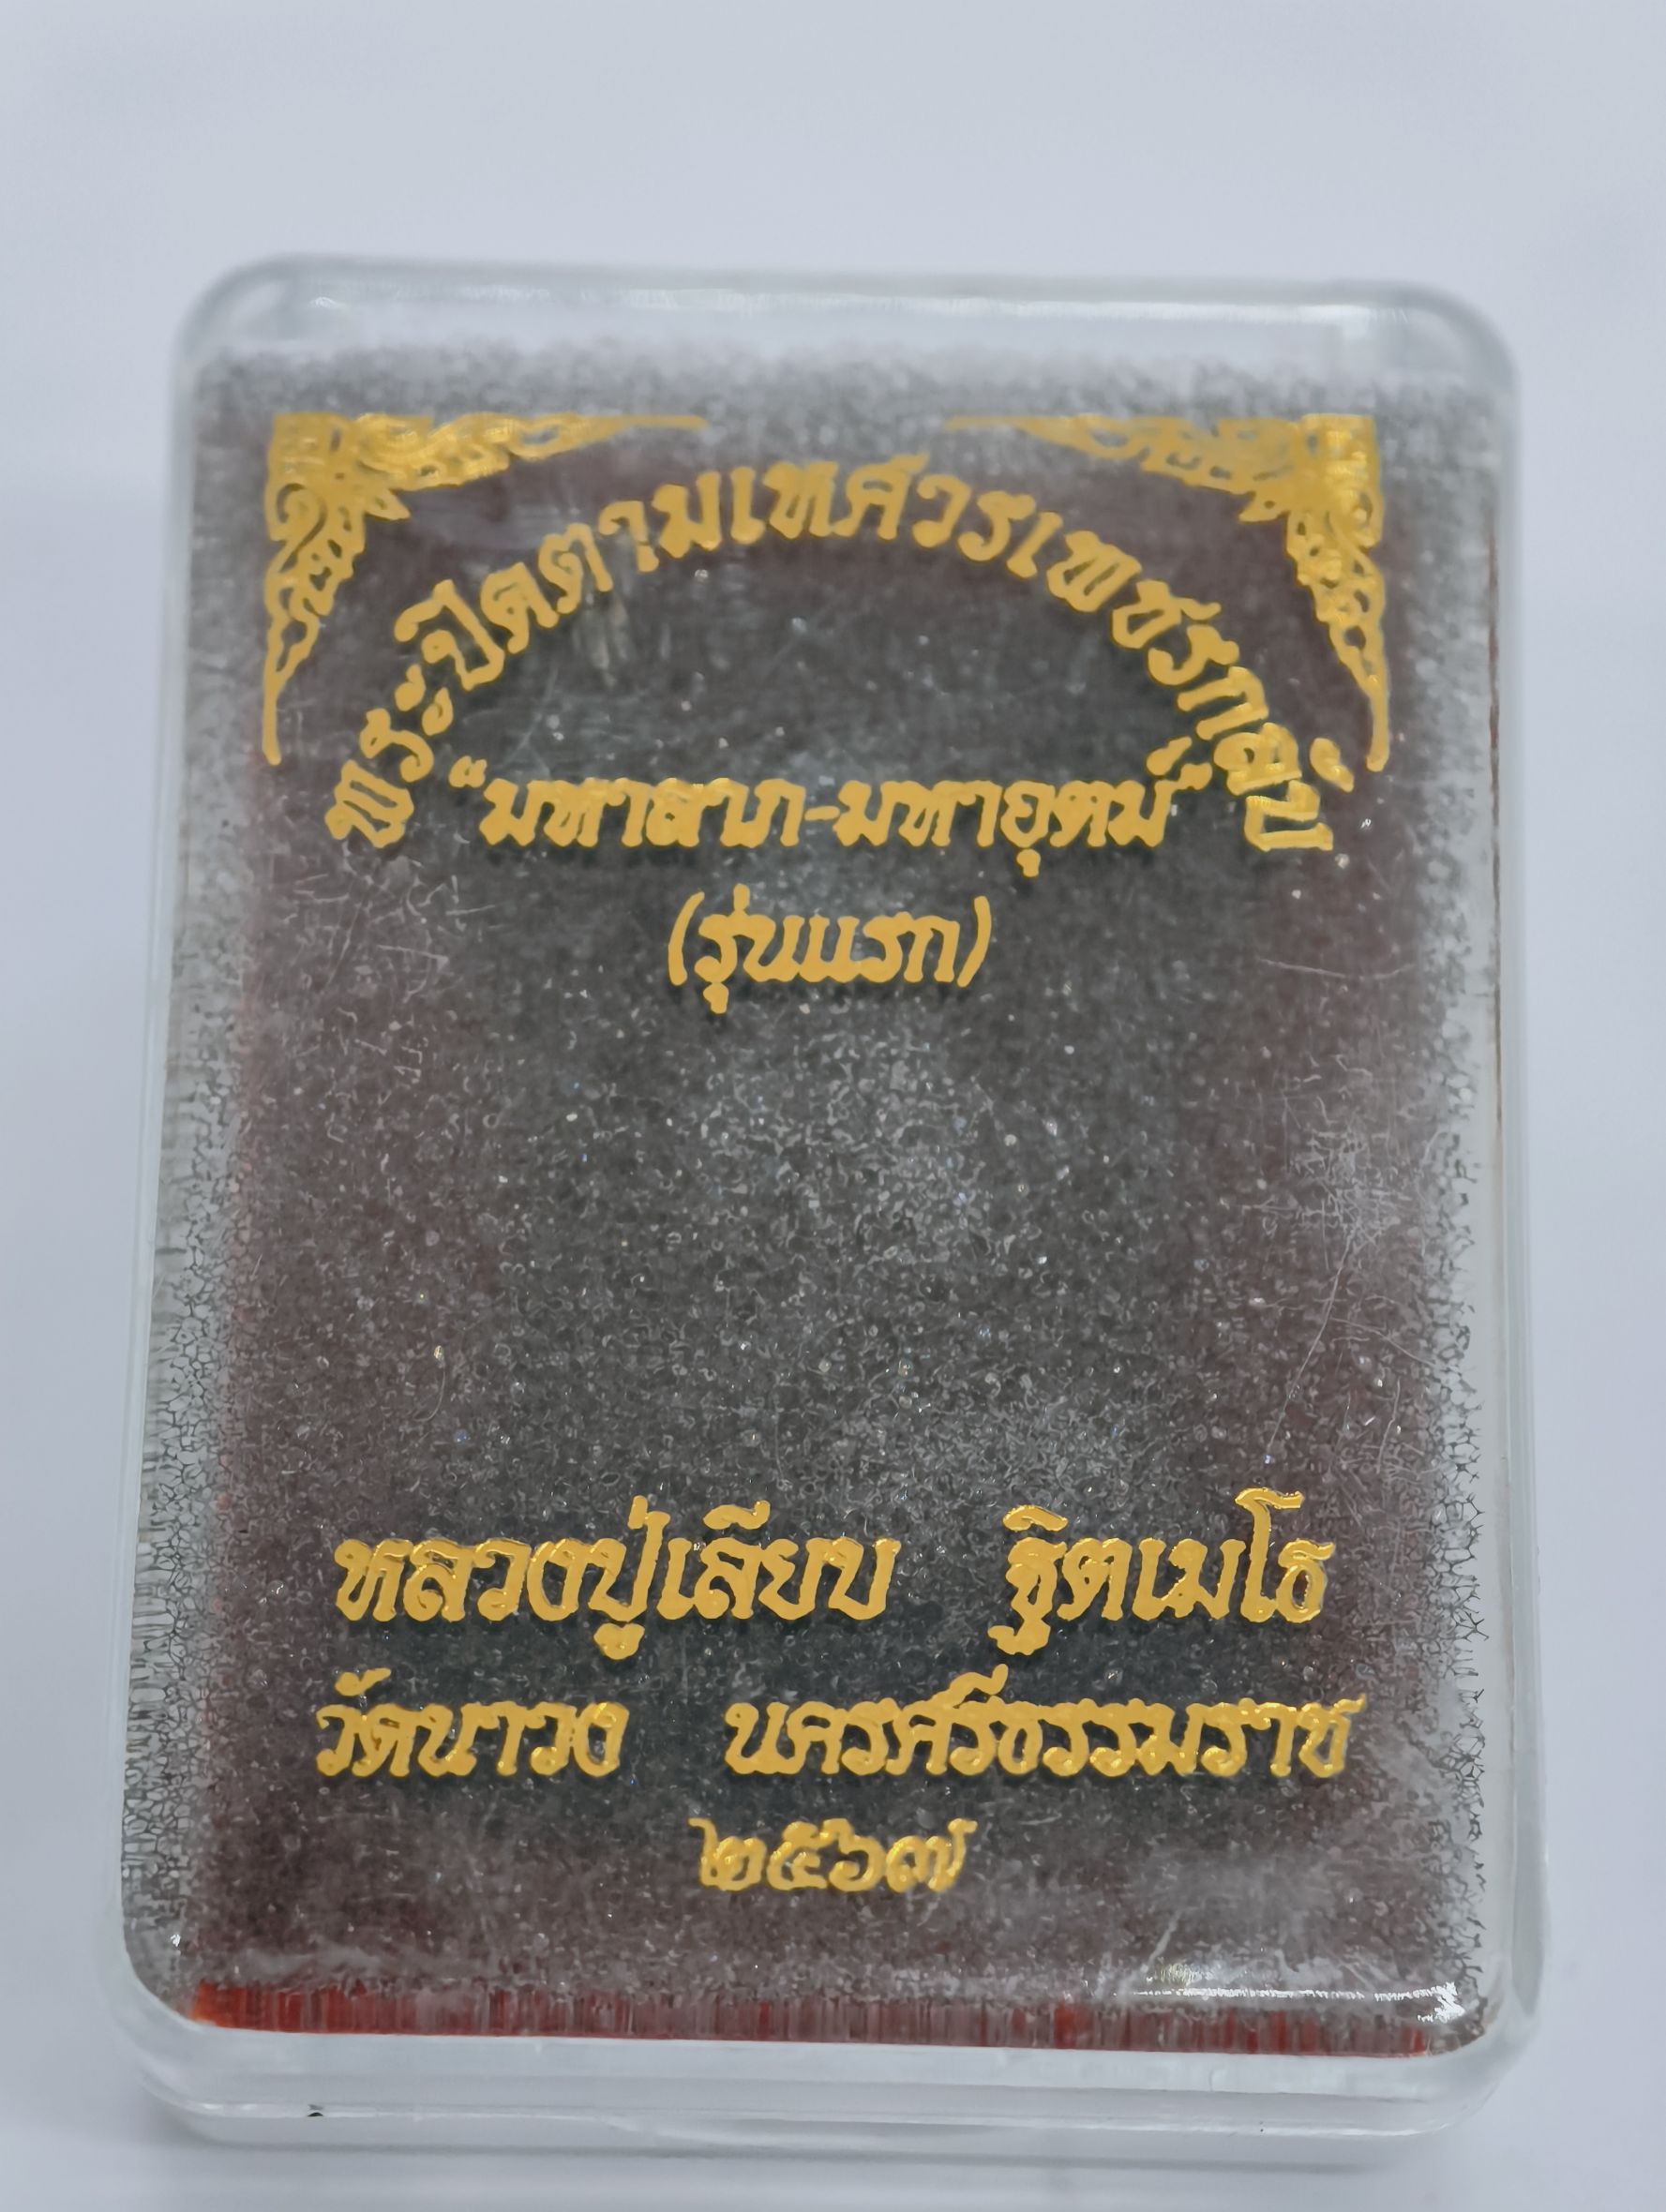 พระปิดตามเหศวรเพชรกลับ
“มหาลาภ-มหาอุตม์”
(รุ่นแรก)
หลวงปู่เลียบ ฐิตเมโธ
วัดนาวง นครศรีธรรมราช
๒๕๖๗